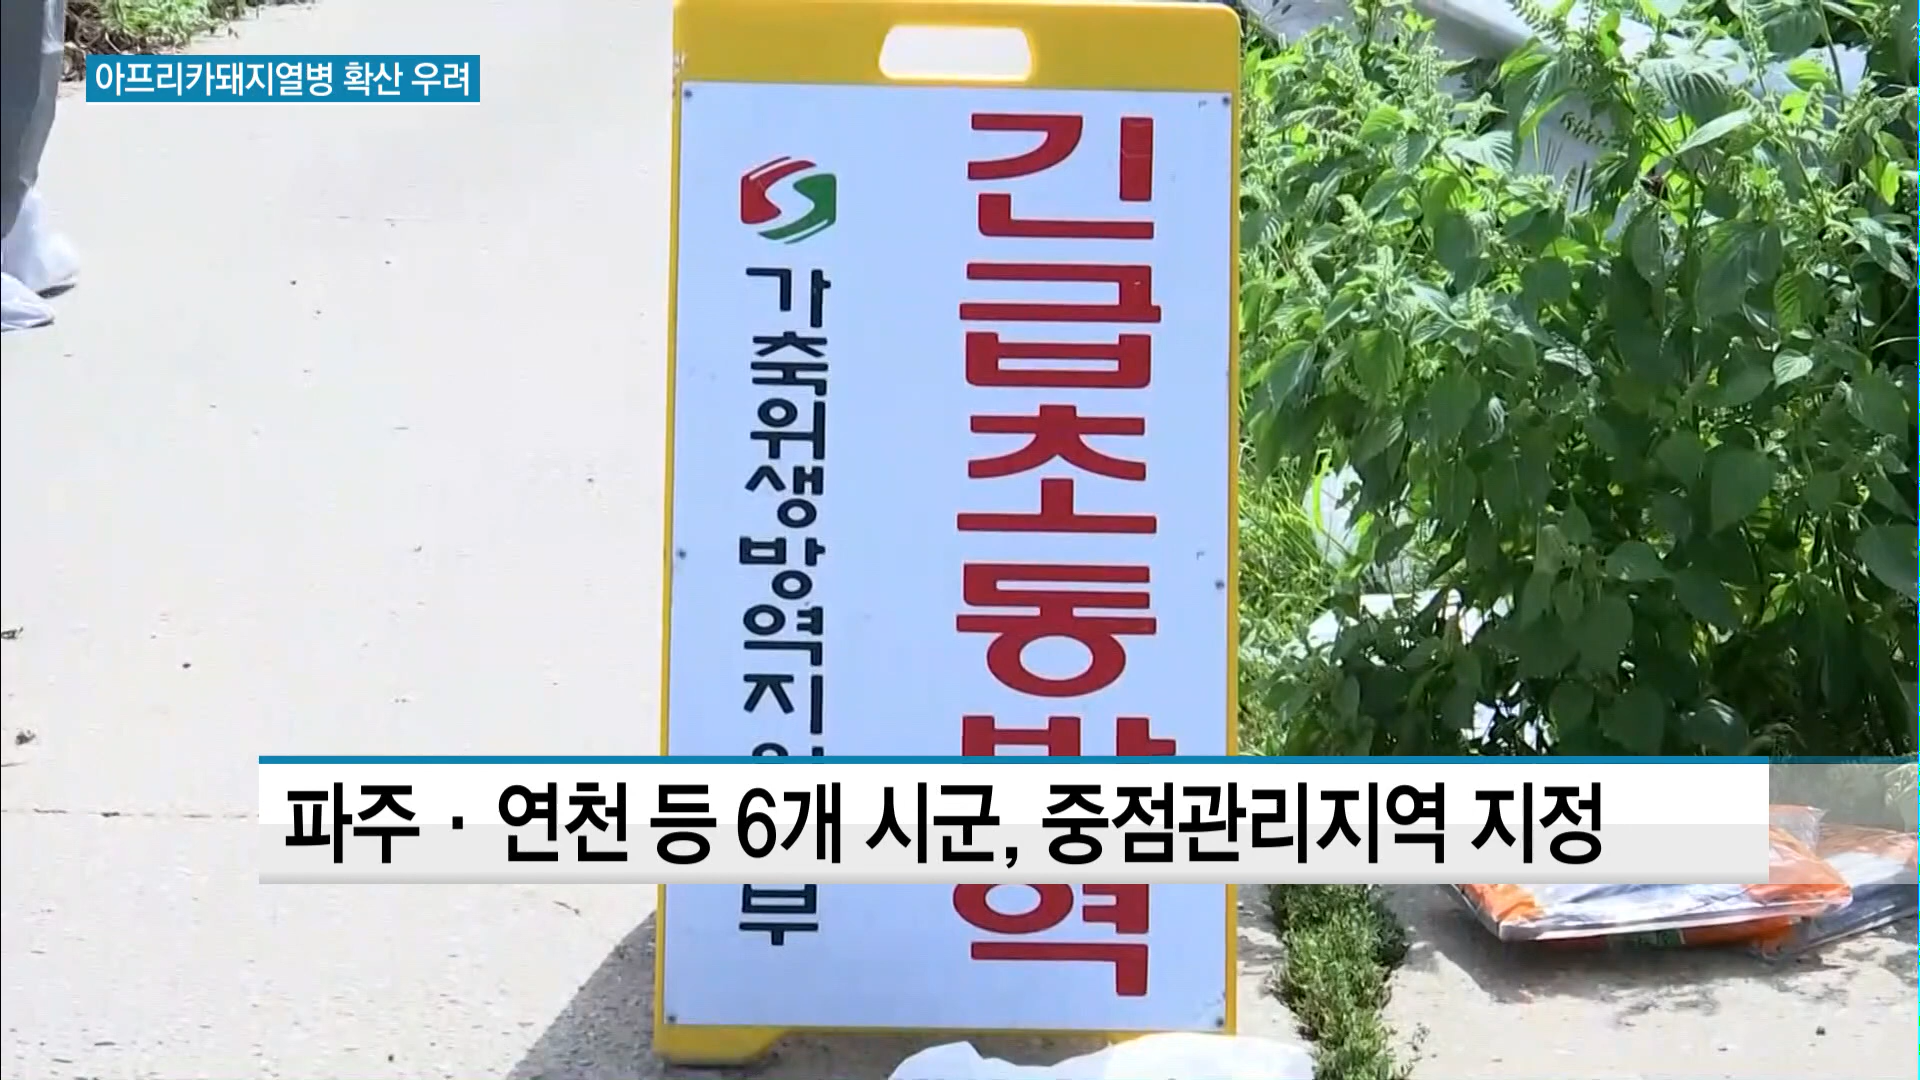 아프리카돼지열병 확산 우려
긴급초동방역
가축위생방역지원본부
파주 · 연천 등 6개 시군, 중점관리지역 지정